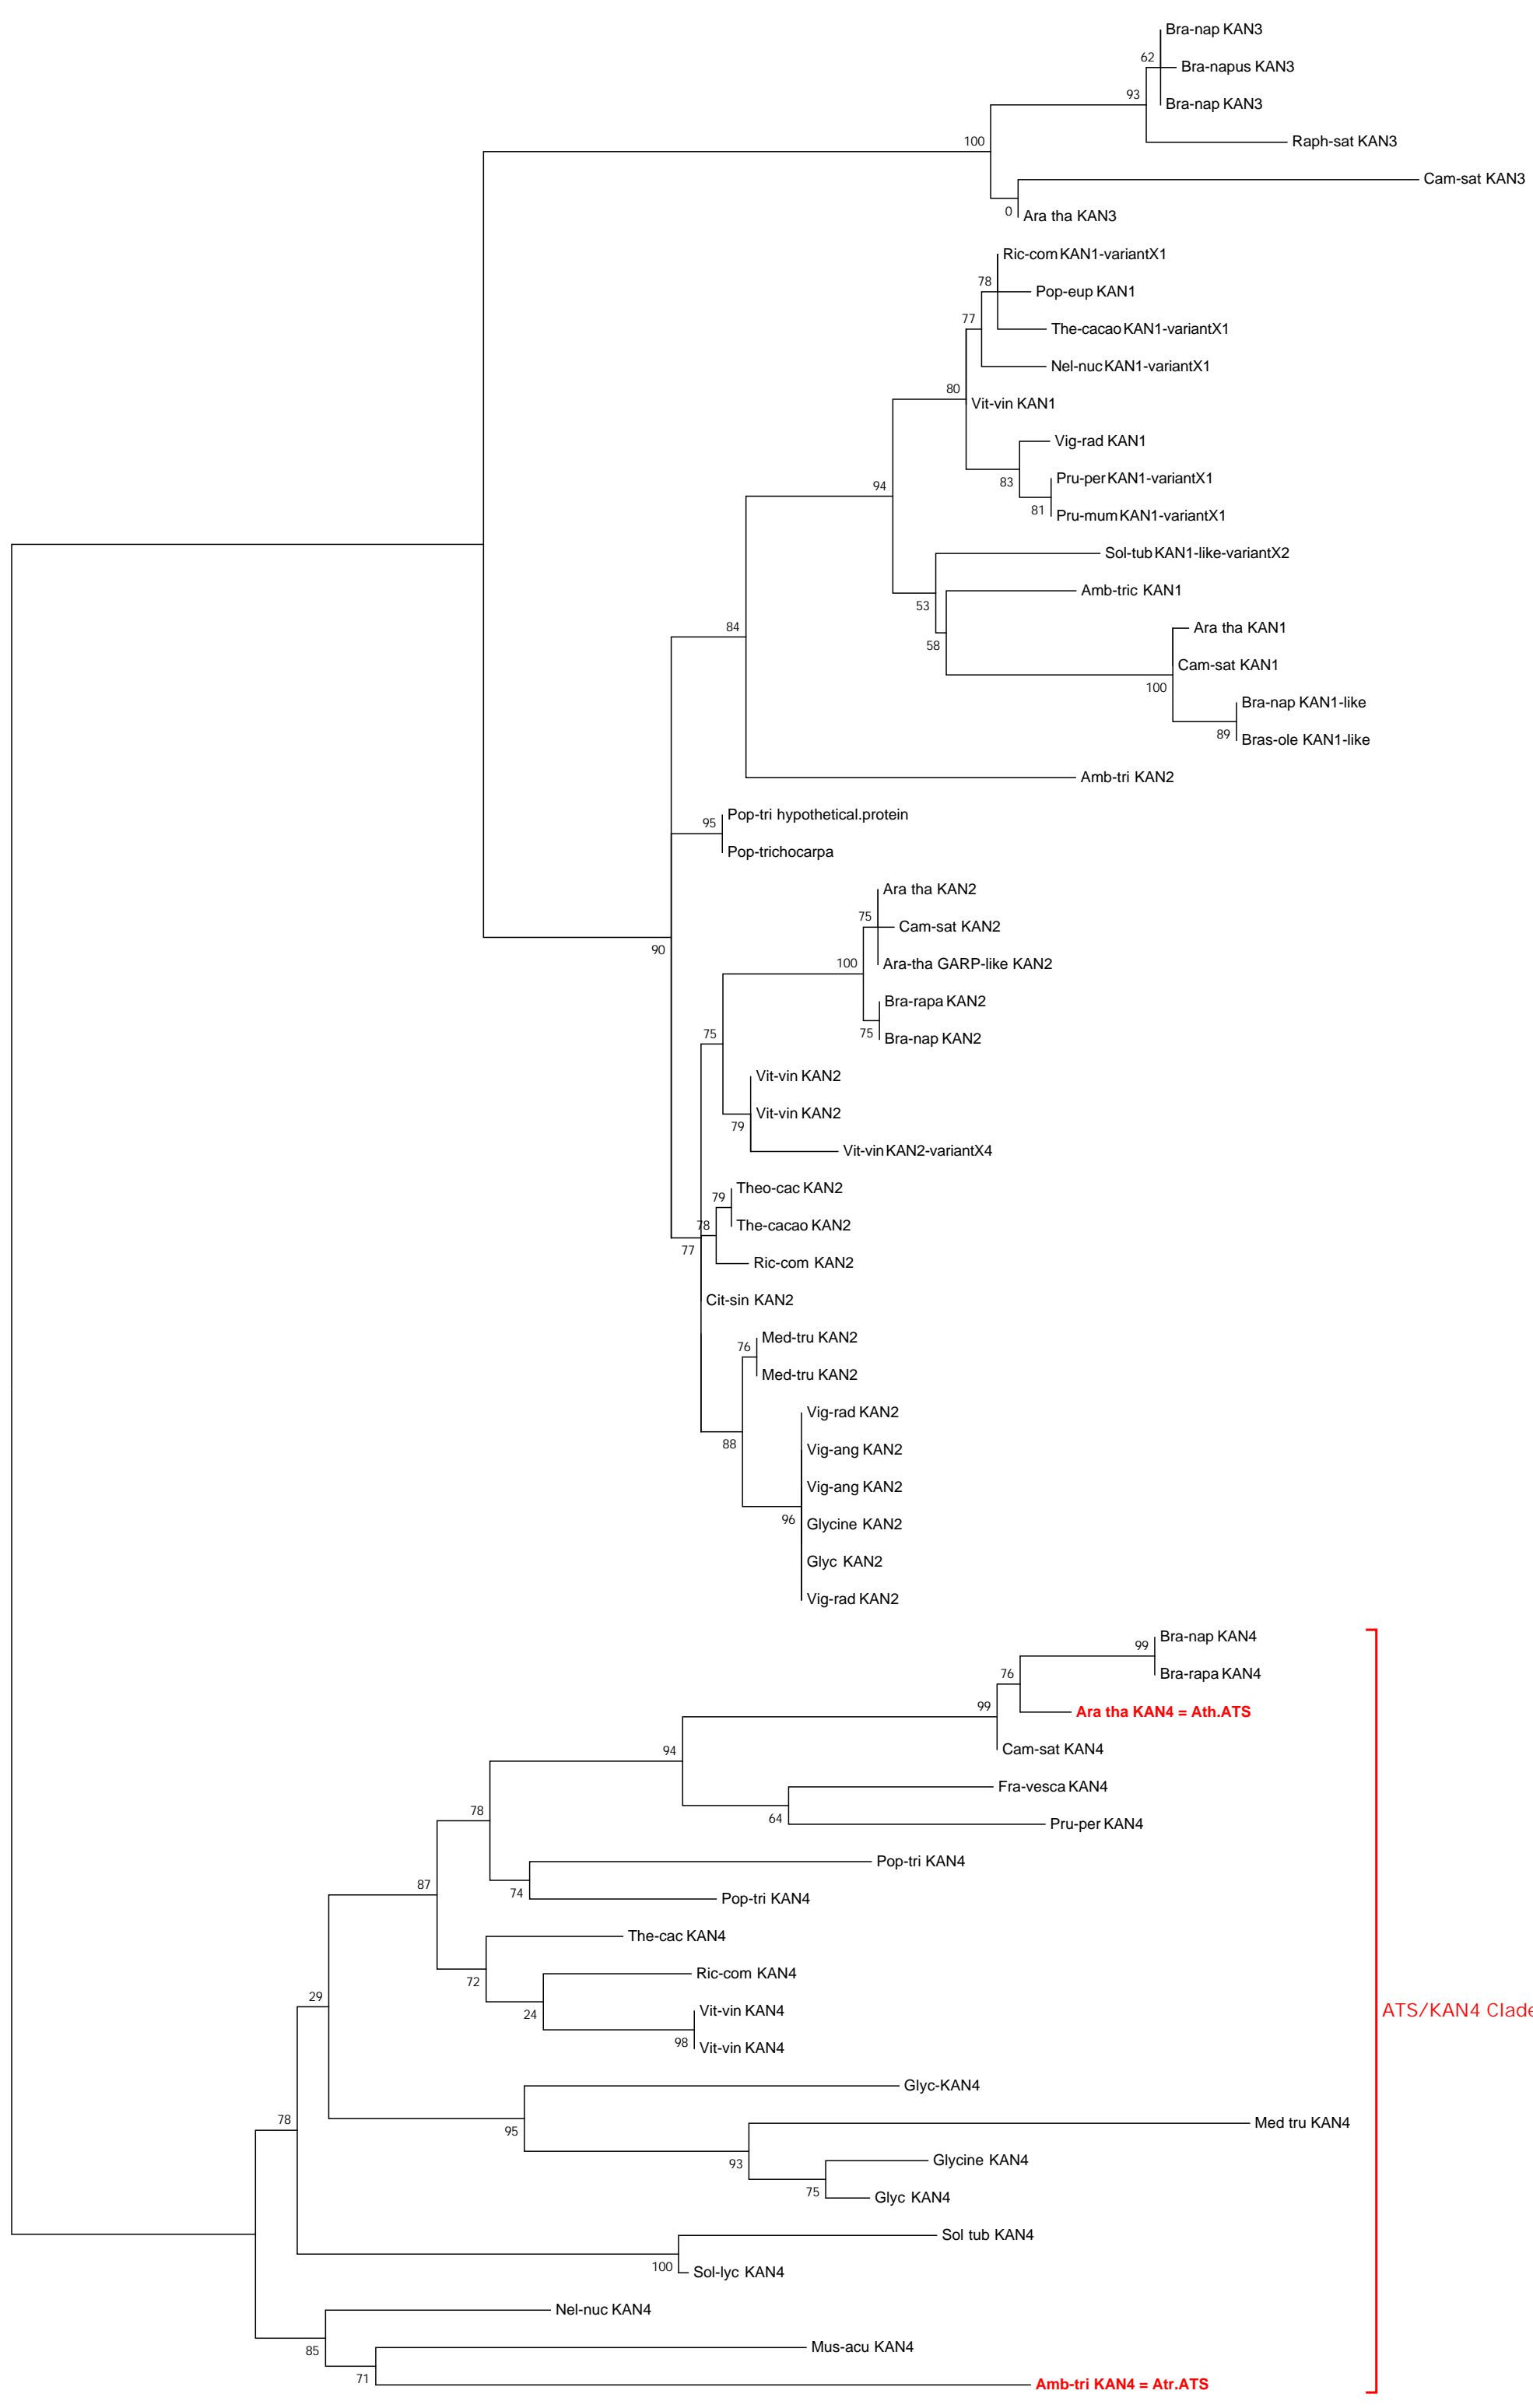 Bra-nap KAN3
62
Bra-napus KAN3
93
Bra-nap KAN3
100
Raph-sat KAN3
Cam-sat KAN3
0
Ara tha KAN3
Ric-com KAN1-variantX1
78
Pop-eup KAN1
77
The-cacao KAN1-variantX1
Nel-nuc KAN1-variantX1
80
Vit-vin KAN1
Vig-rad KAN1
83
Pru-per KAN1-variantX1
94
81
Pru-mum KAN1-variantX1
Sol-tub KAN1-like-variantX2
53
Amb-tric KAN1
84
58
Ara tha KAN1
Cam-sat KAN1
100
Bra-nap KAN1-like
89
Bras-ole KAN1-like
Amb-tri KAN2
Pop-tri hypothetical.protein
95
Pop-trichocarpa
Ara tha KAN2
75
Cam-sat KAN2
90
100
Ara-tha GARP-like KAN2
Bra-rapa KAN2
75
75
Bra-nap KAN2
Vit-vin KAN2
Vit-vin KAN2
79
Vit-vin KAN2-variantX4
Theo-cac KAN2
79
The-cacao KAN2
78
77
Ric-com KAN2
Cit-sin KAN2
Med-tru KAN2
76
Med-tru KAN2
Vig-rad KAN2
88
Vig-ang KAN2
Vig-ang KAN2
96
Glycine KAN2
Glyc KAN2
Vig-rad KAN2
Bra-nap KAN4
99
Bra-rapa KAN4
76
99
Ara tha KAN4 = Ath.ATS
94
Cam-sat KAN4
Fra-vesca KAN4
78
64
Pru-per KAN4
Pop-tri KAN4
87
74
Pop-tri KAN4
The-cac KAN4
72
Ric-com KAN4
29
24
Vit-vin KAN4
ATS/KAN4 Clade
98
Vit-vin KAN4
Glyc-KAN4
78
95
Med tru KAN4
93
Glycine KAN4
75
Glyc KAN4
Sol tub KAN4
100
Sol-lyc KAN4
Nel-nuc KAN4
85
Mus-acu KAN4
71
Amb-tri KAN4 = Atr.ATS